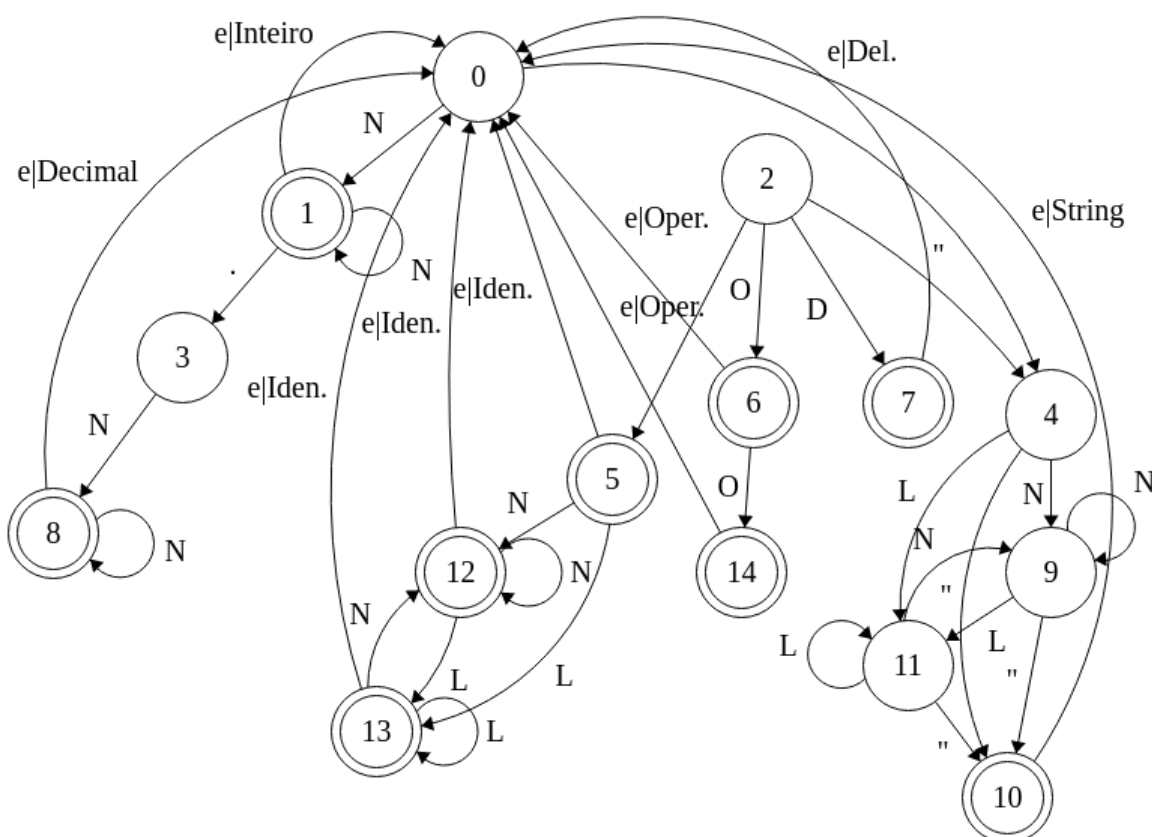 e|Inteiro
0
e|Del.
N
e|Decimal
2
1
e|String
e|Oper.
"
.
N
e|Iden.
O
D
e|Oper.
e|Iden.
3
e|Iden.
6
7
4
N
5
L
O
N
N
N
8
N
12
N
14
N
9
"
N
L
L
11
L
"
L
13
L
"
10